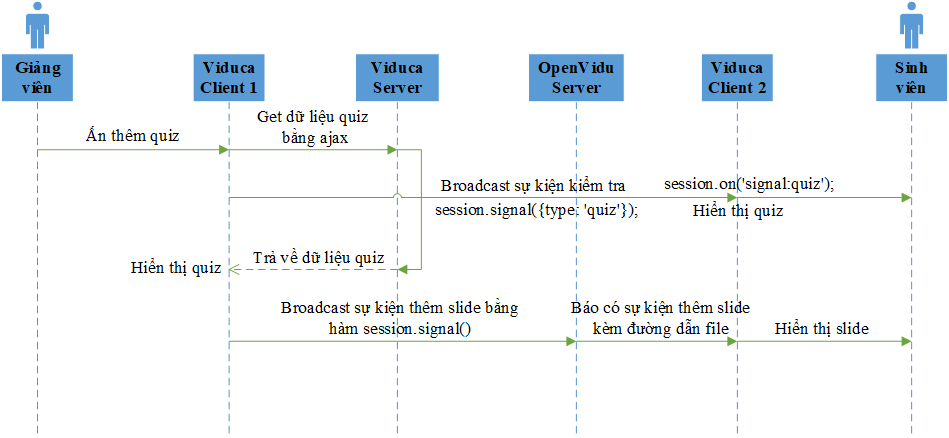 Giảng
viên
Viduca
Client 1
Viduca
Server
OpenVidu
Server
Viduca
Client 2
Sinh
viên
Ấn thêm quiz
Get dữ liệu quiz
bằng ajax
Broadcast sự kiện kiểm tra
session.signal({type: 'quiz'});
session.on('signal:quiz');
Hiển thị quiz
Hiển thị quiz
Trả về dữ liệu quiz
Broadcast sự kiện thêm slide bằng
hàm session.signal()
Báo có sự kiện thêm slide
kèm đường dẫn file
Hiển thị slide